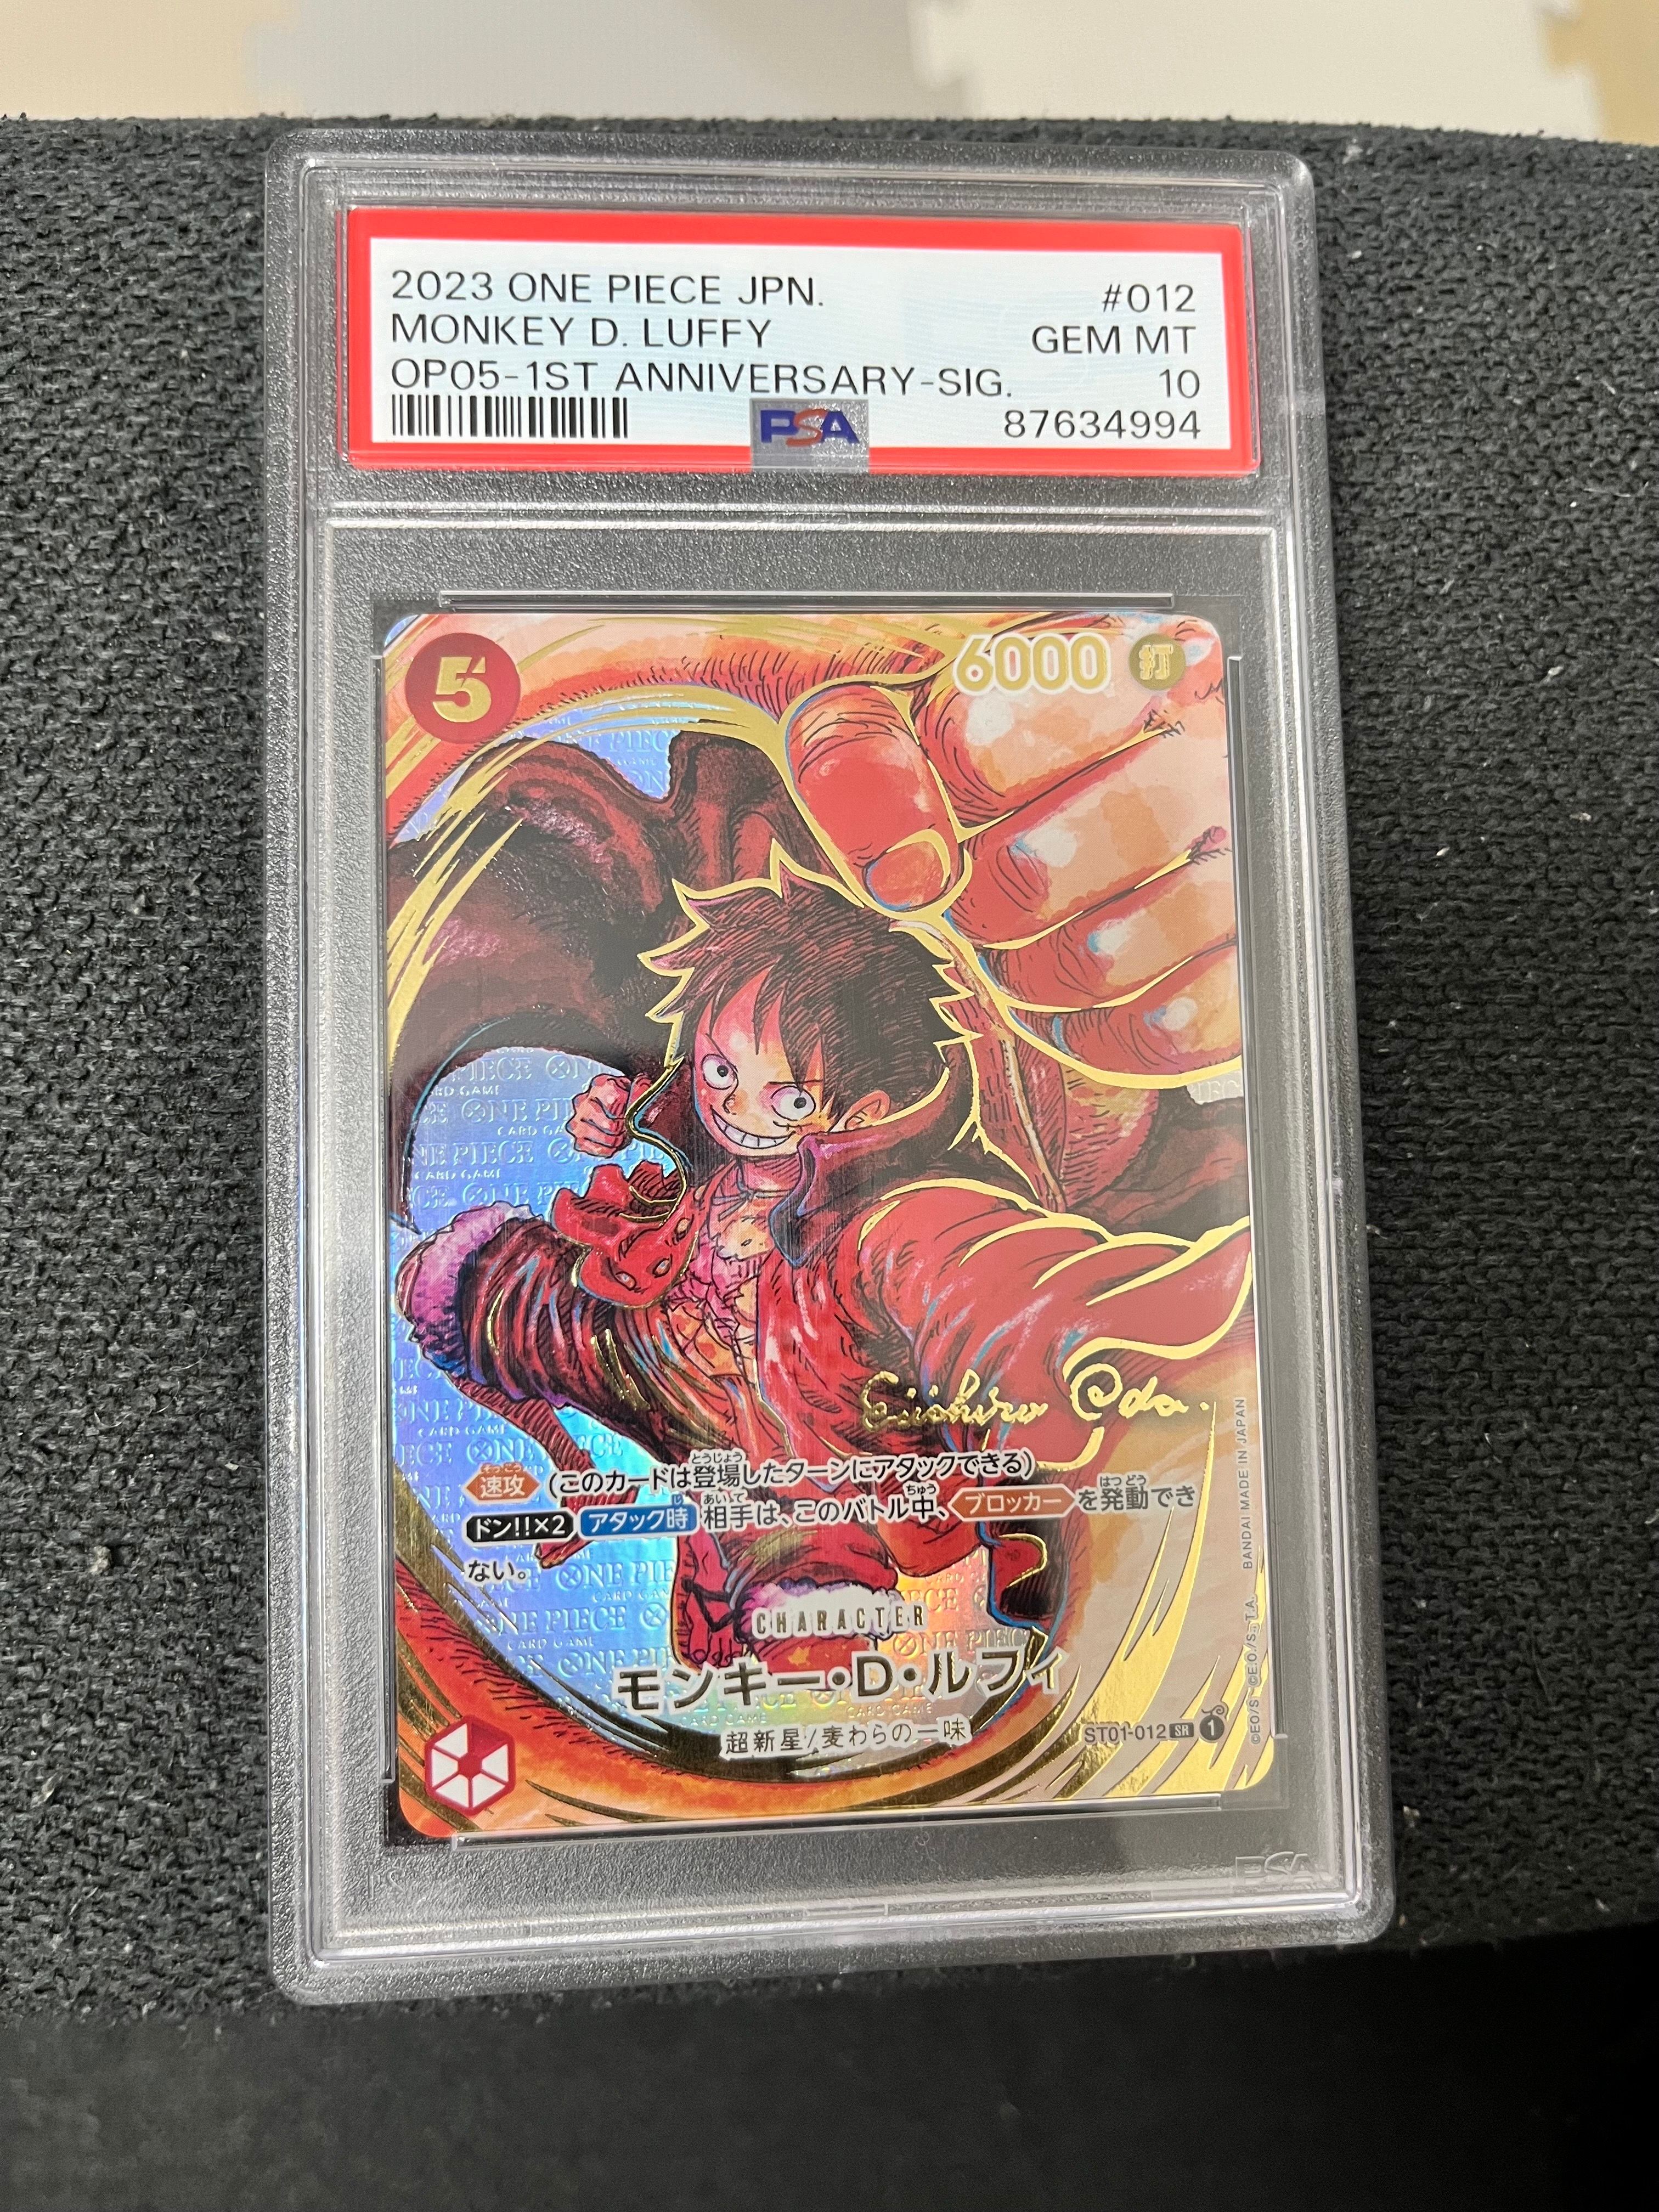 2023 ONE PIECE JPN. #012
MONKEY D. LUFFY GEM MT
OP05-1ST ANNIVERSARY-SIG. 10
PSA 87634994
5 6000 打
Eiichiro Oda.
速攻 (このカードは登場したターンにアタックできる)
ドン!!×2 アタック時 相手は、このバトル中、ブロッカーを発動でき
ない。
CHARACTER
モンキー・D・ルフィ
超新星/麦わらの一味
ST01-012 SR 1
©E.O./S ©E.O./S.,T.A. BANDAI MADE IN JAPAN
ONE PIECE
CARD GAME
PSA